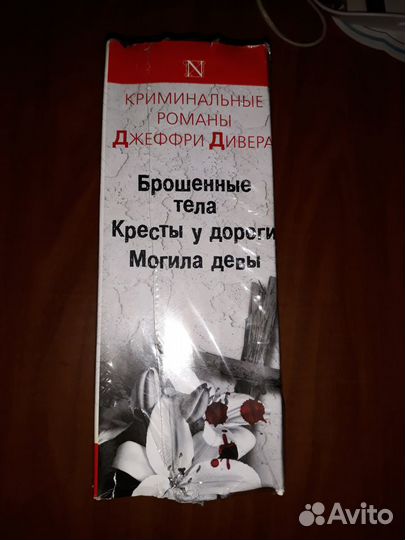 N
КРИМИНАЛЬНЫЕ
РОМАНЫ
ДЖЕФФРИ ДИВЕРА
Брошенные
тела
Кресты у дороги
Могила девы
Avito